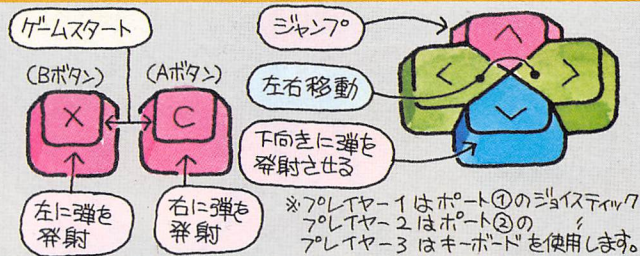 ゲームスタート
ジャンプ
(Bボタン)
(Aボタン)
X
C
左右移動
下向きに弾を
発射させる
左に弾を
発射
右に弾を
発射
※プレイヤー1はポート①のジョイスティック
プレイヤー2はポート②の 〃
プレイヤー3はキーボードを使用します。